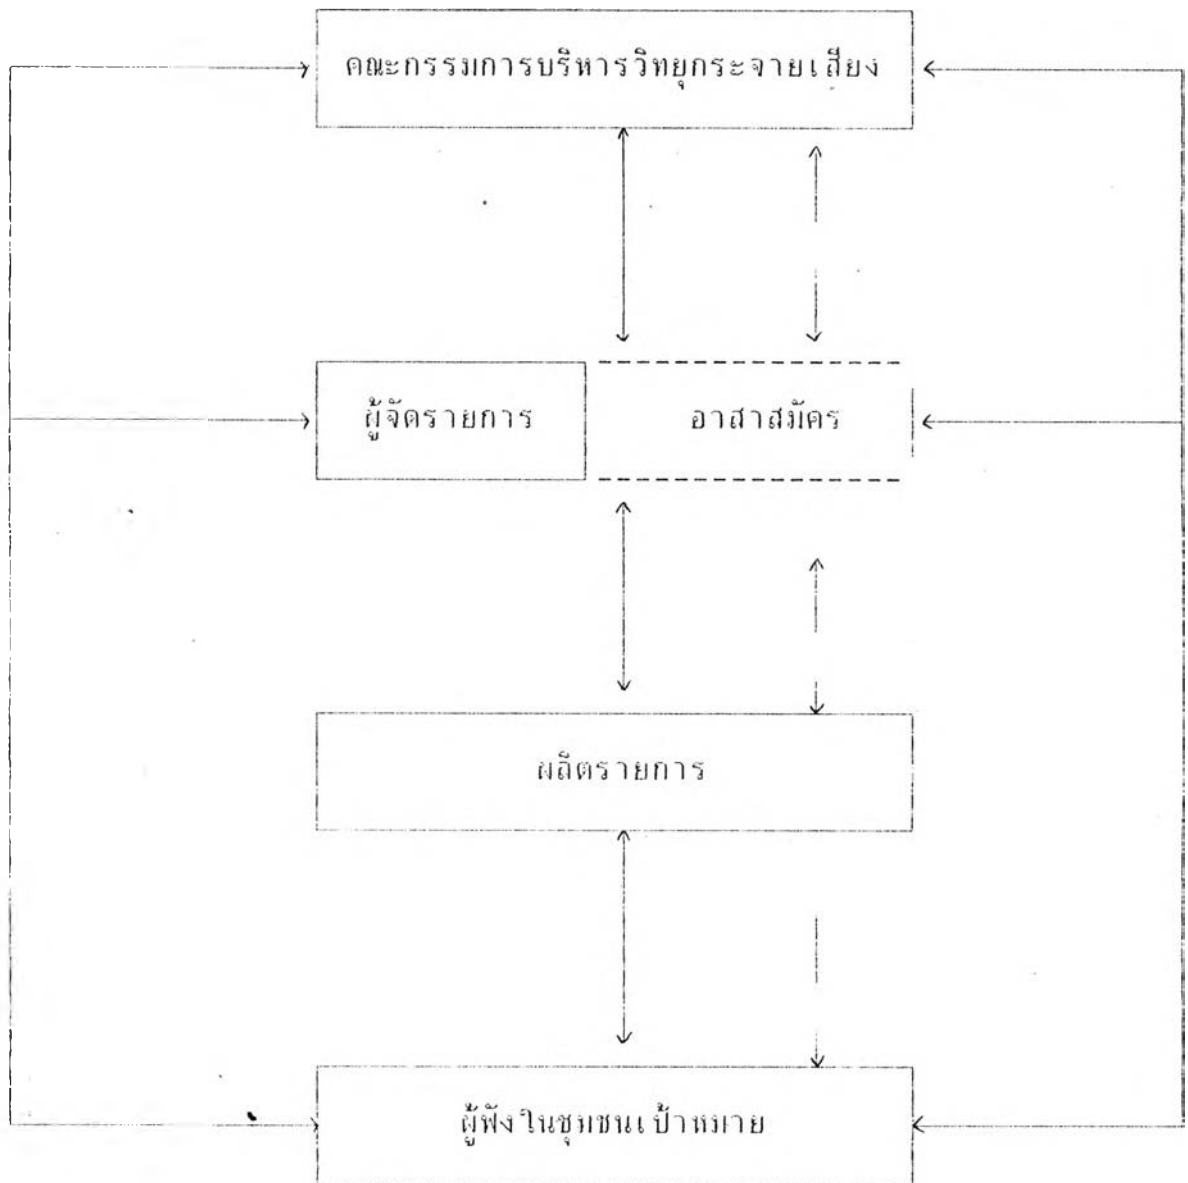 คณะกรรมการบริหารวิทยุกระจายเสียง
ผู้จัดรายการ อาสาสมัคร
ผลิตรายการ
ผู้ฟังในชุมชนเป้าหมาย